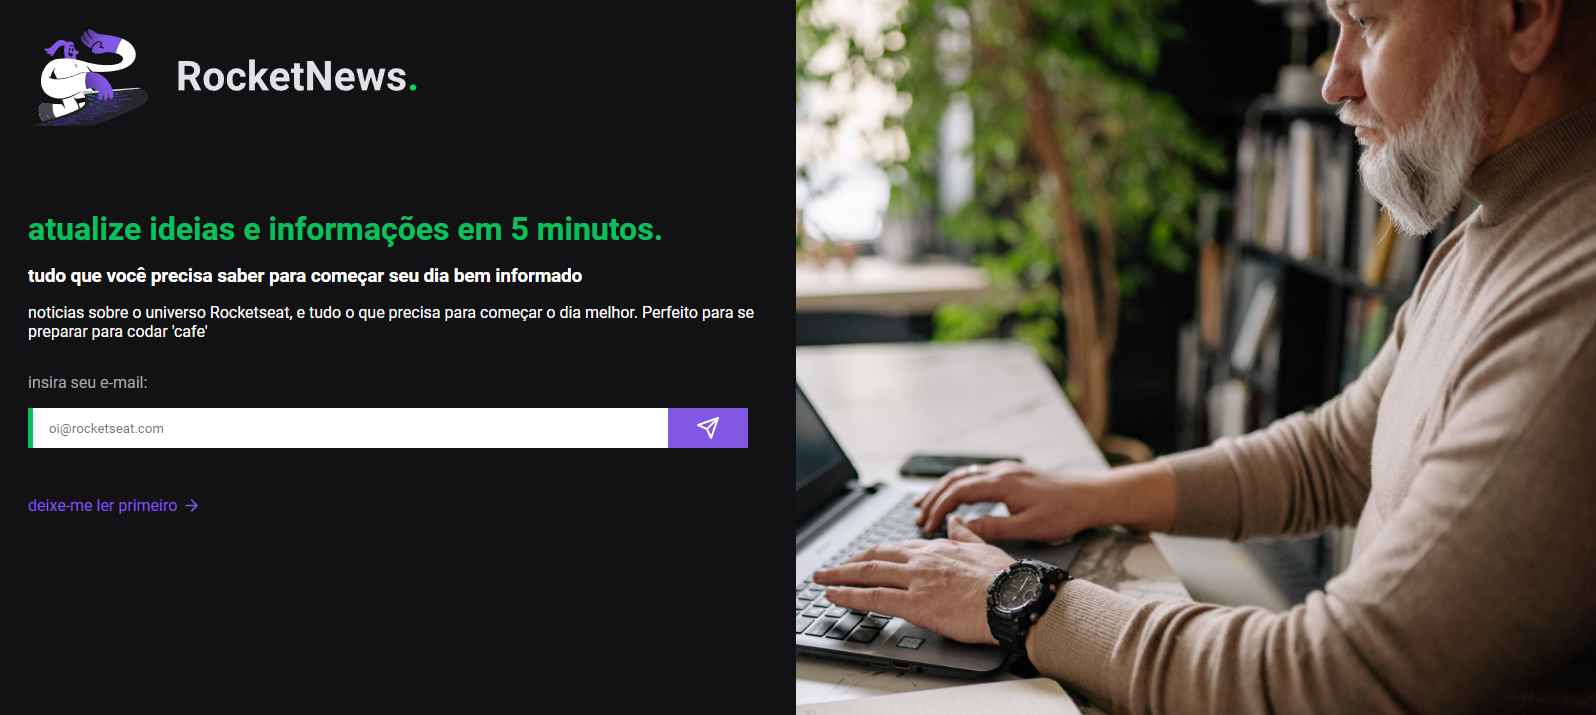 RocketNews.
atualize ideias e informações em 5 minutos.
tudo que você precisa saber para começar seu dia bem informado
noticias sobre o universo Rocketseat, e tudo o que precisa para começar o dia melhor. Perfeito para se
preparar para codar 'cafe'
insira seu e-mail:
oi@rocketseat.com
deixe-me ler primeiro →